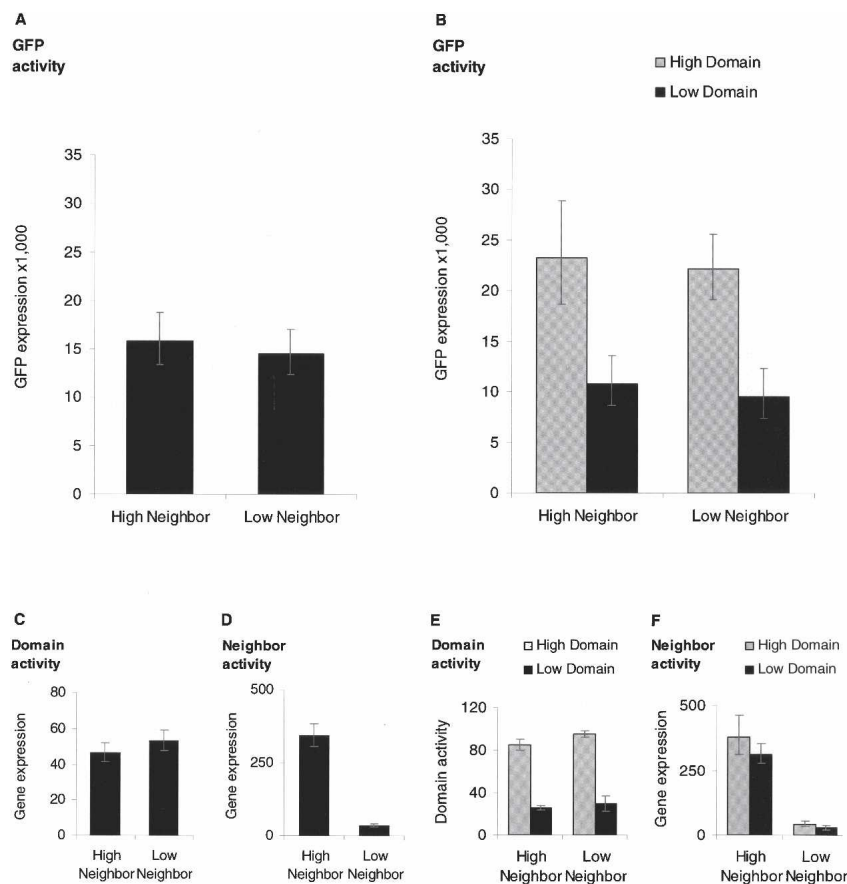 A
GFP
activity
GFP expression x1,000
35
30
25
20
15
10
5
0
High Neighbor
Low Neighbor
B
GFP
activity
High Domain
Low Domain
GFP expression x1,000
35
30
25
20
15
10
5
0
High Neighbor
Low Neighbor
C
Domain
activity
Gene expression
80
60
40
20
0
High
Neighbor
Low
Neighbor
D
Neighbor
activity
Gene expression
500
250
0
High
Neighbor
Low
Neighbor
E
Domain
activity
High Domain
Low Domain
Domain activity
120
80
40
0
High
Neighbor
Low
Neighbor
F
Neighbor
activity
High Domain
Low Domain
Gene expression
500
250
0
High
Neighbor
Low
Neighbor